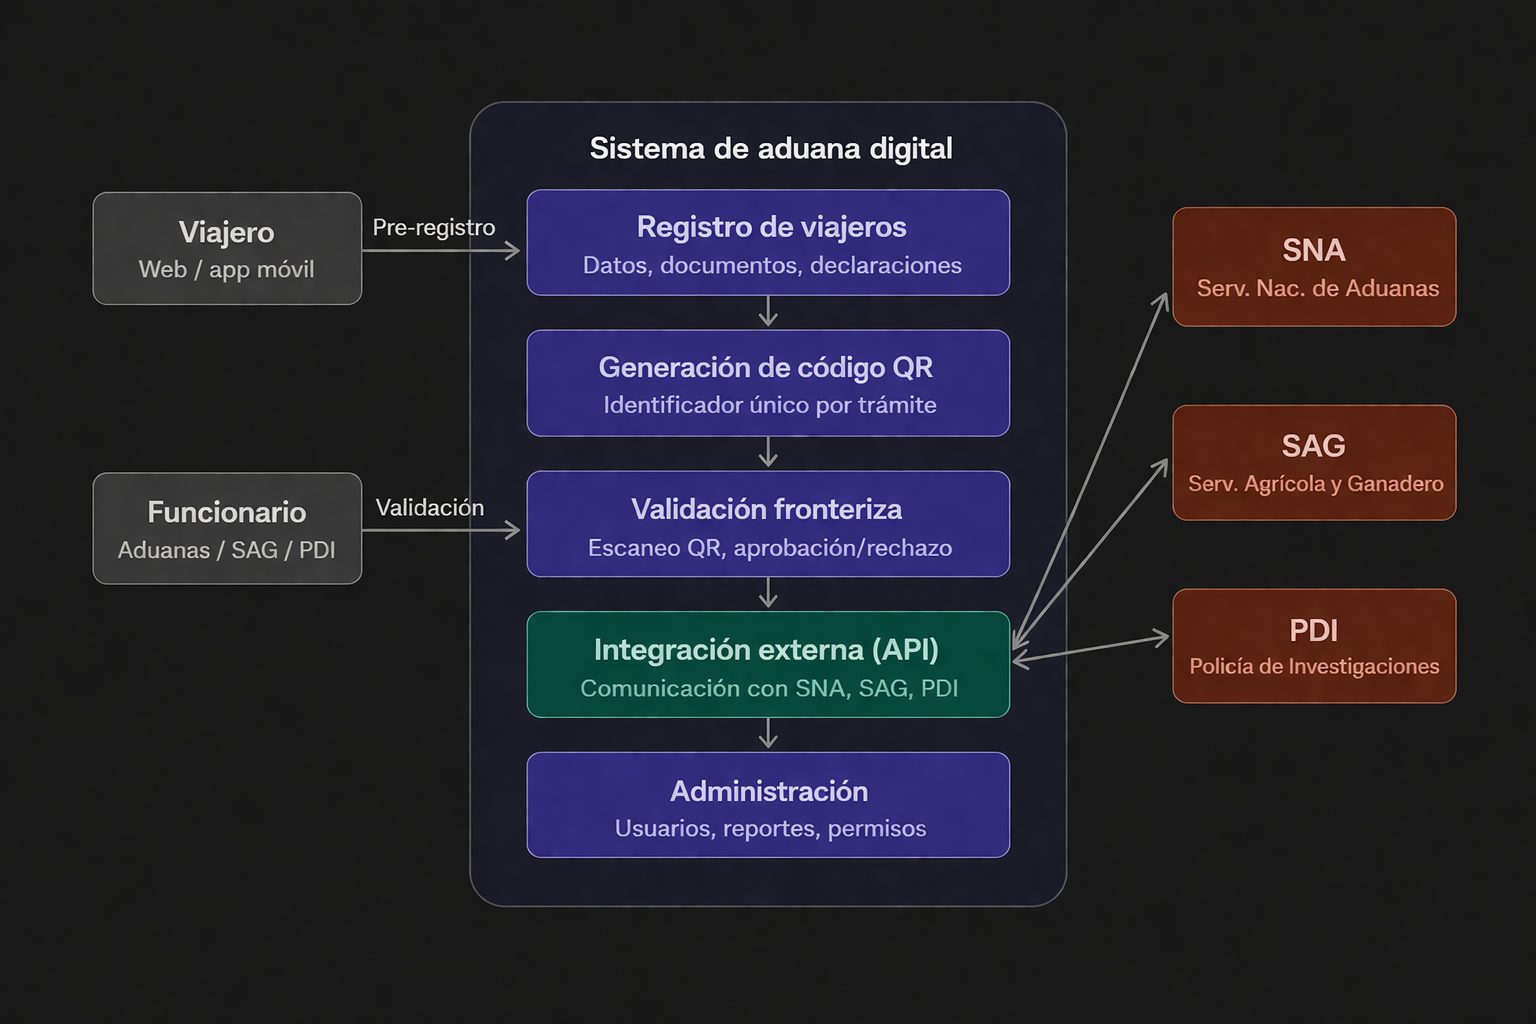 Sistema de aduana digital
Viajero
Web / app móvil
Pre-registro
Registro de viajeros
Datos, documentos, declaraciones
Generación de código QR
Identificador único por trámite
Funcionario
Aduanas / SAG / PDI
Validación
Validación fronteriza
Escaneo QR, aprobación/rechazo
Integración externa (API)
Comunicación con SNA, SAG, PDI
Administración
Usuarios, reportes, permisos
SNA
Serv. Nac. de Aduanas
SAG
Serv. Agrícola y Ganadero
PDI
Policía de Investigaciones